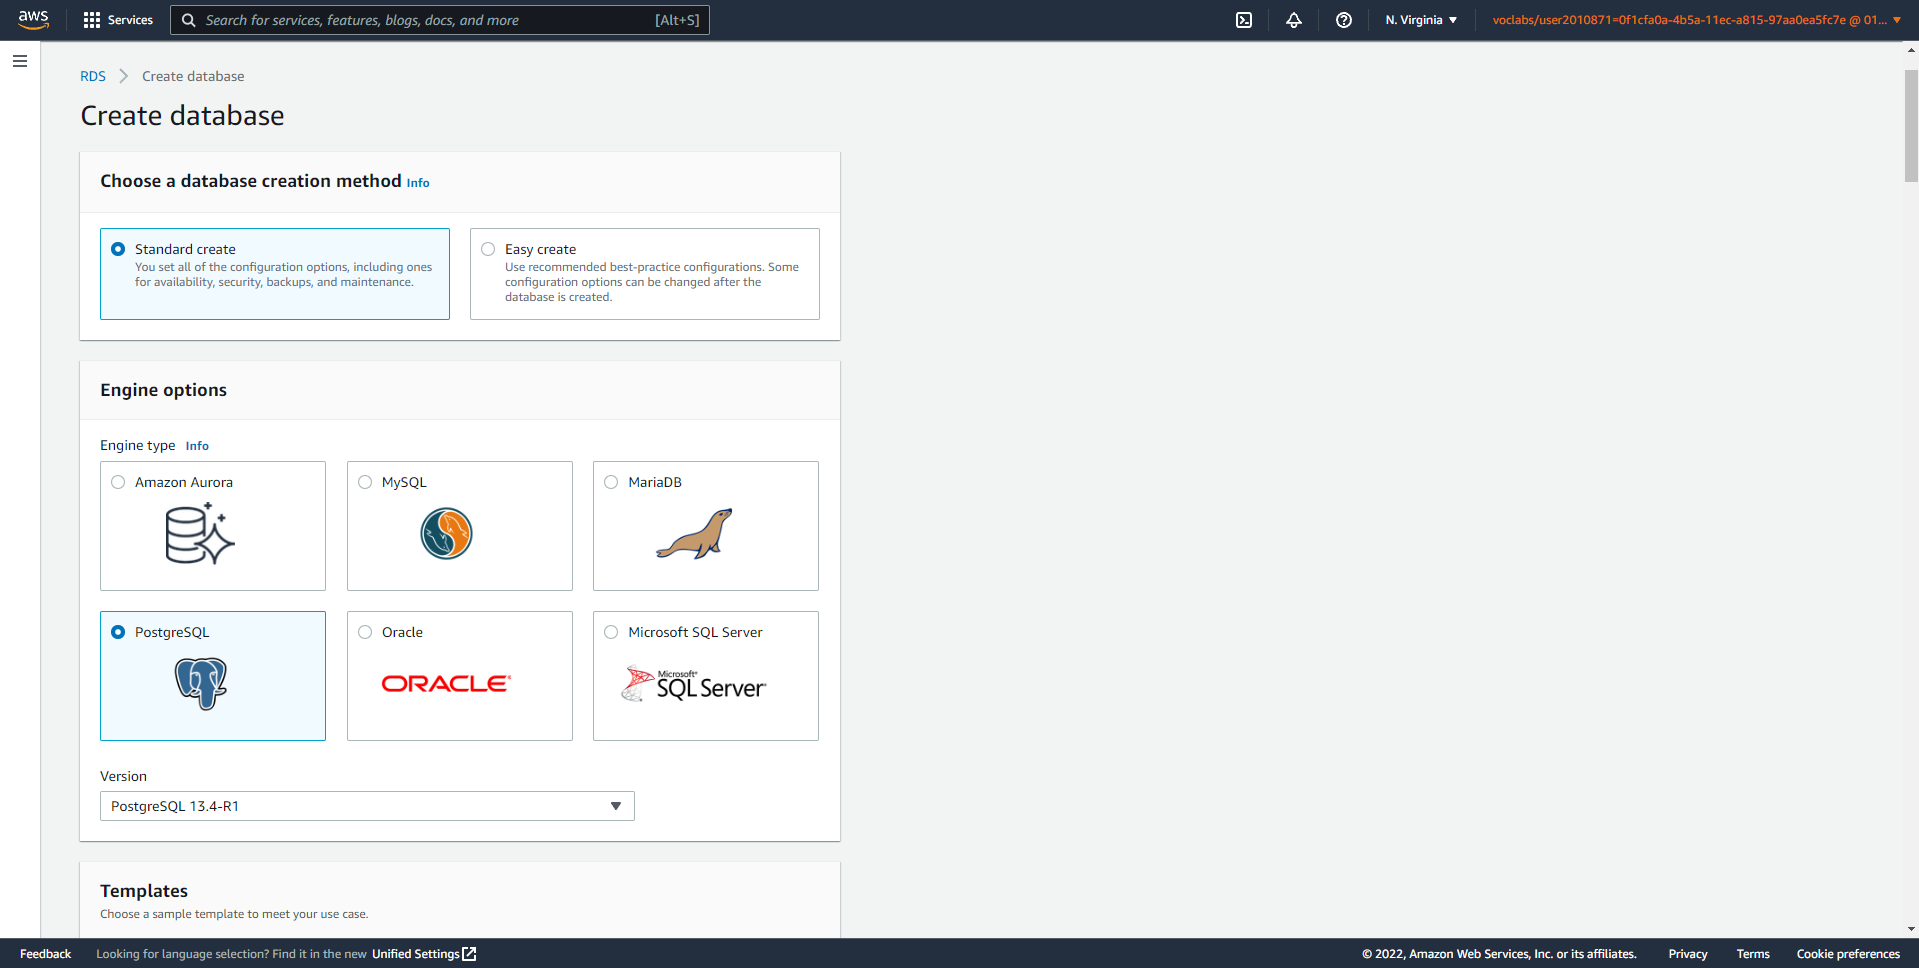 aws
Services
Search for services, features, blogs, docs, and more
[Alt+S]
N. Virginia
voclabs/user2010871=0f1cfa0a-4b5a-11ec-a815-97aa0ea5fc7e @ 01...
RDS
Create database
Create database
Choose a database creation method Info
Standard create
You set all of the configuration options, including ones
for availability, security, backups, and maintenance.
Easy create
Use recommended best-practice configurations. Some
configuration options can be changed after the
database is created.
Engine options
Engine type Info
Amazon Aurora
MySQL
MariaDB
PostgreSQL
Oracle
ORACLE
Microsoft SQL Server
Microsoft
SQL Server
Version
PostgreSQL 13.4-R1
Templates
Choose a sample template to meet your use case.
Feedback
Looking for language selection? Find it in the new Unified Settings
© 2022, Amazon Web Services, Inc. or its affiliates.
Privacy
Terms
Cookie preferences